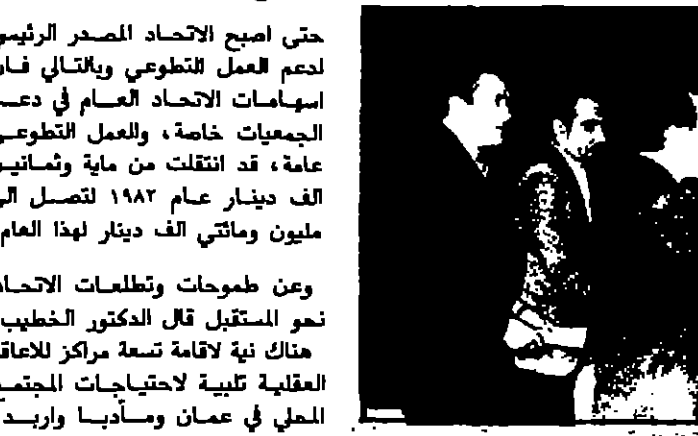 حتى اصبح الاتحاد المصدر الرئيسي
لدعم العمل التطوعي وبالتالي فان
اسهامات الاتحاد العام في دعم
الجمعيات خاصة، والعمل التطوعي
عامة، قد انتقلت من ماية وثمانين
الف دينار عام ١٩٨٢ لتصل الى
مليون ومائتي الف دينار لهذا العام
وعن طموحات وتطلعات الاتحاد
نحو المستقبل قال الدكتور الخطيب
هناك نية لاقامة تسعة مراكز للاعاقة
العقلية تلبية لاحتياجات المجتمع
المحلي في عمان ومأدبا واربد